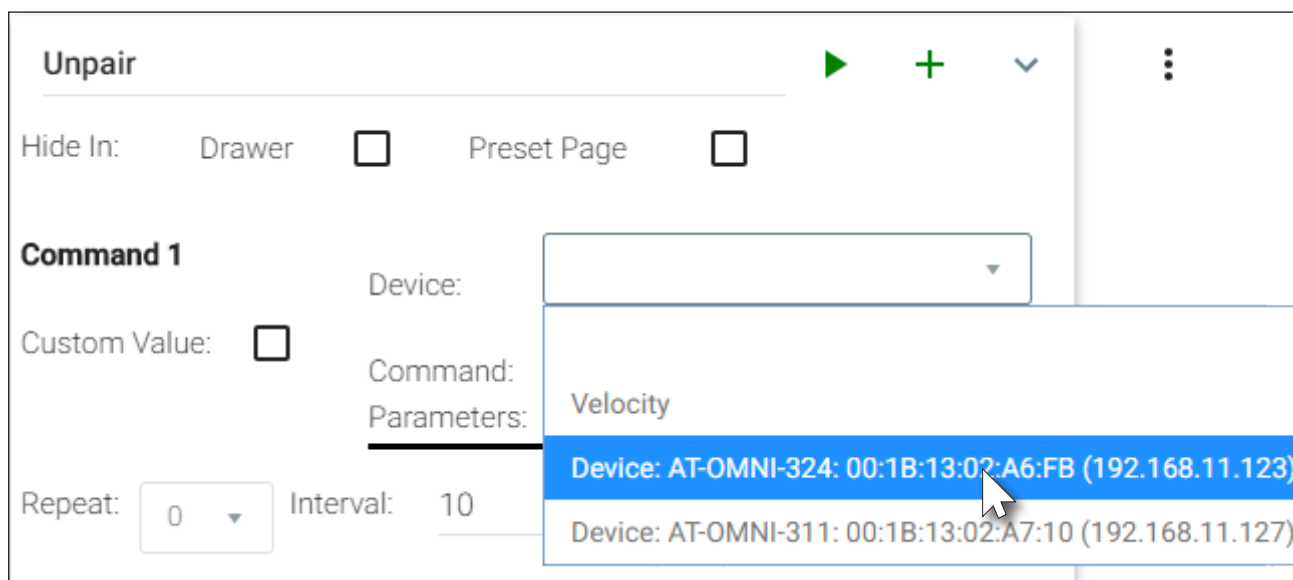 Unpair
Hide In: Drawer Preset Page
Command 1
Device:
Custom Value:
Command:
Parameters:
Velocity
Device: AT-OMNI-324: 00:1B:13:02:A6:FB (192.168.11.123)
Repeat: 0 Interval: 10
Device: AT-OMNI-311: 00:1B:13:02:A7:10 (192.168.11.127)